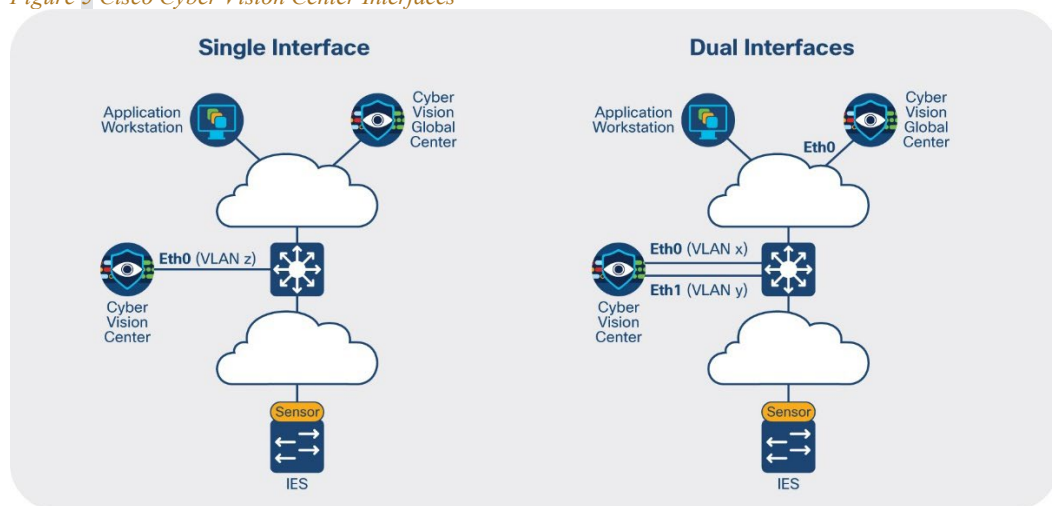 Figure 5 Cisco Cyber Vision Center Interfaces
Single Interface
Application
Workstation
Cyber
Vision
Global
Center
Eth0 (VLAN z)
Cyber
Vision
Center
Sensor
IES
Dual Interfaces
Application
Workstation
Cyber
Vision
Global
Center
Eth0
Eth0 (VLAN x)
Eth1 (VLAN y)
Cyber
Vision
Center
Sensor
IES